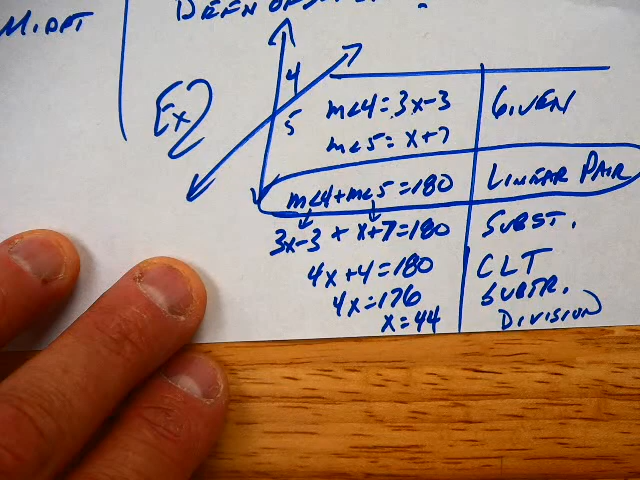 MIDPT
DEFN OF
Ex
4
5
m<4=3x-3 GIVEN
m<5=x+7
m<4+m<5=180 LINEAR PAIR
3x-3+x+7=180 SUBST.
4x+4=180 CLT
4x=176 SUBTR.
x=44 DIVISION